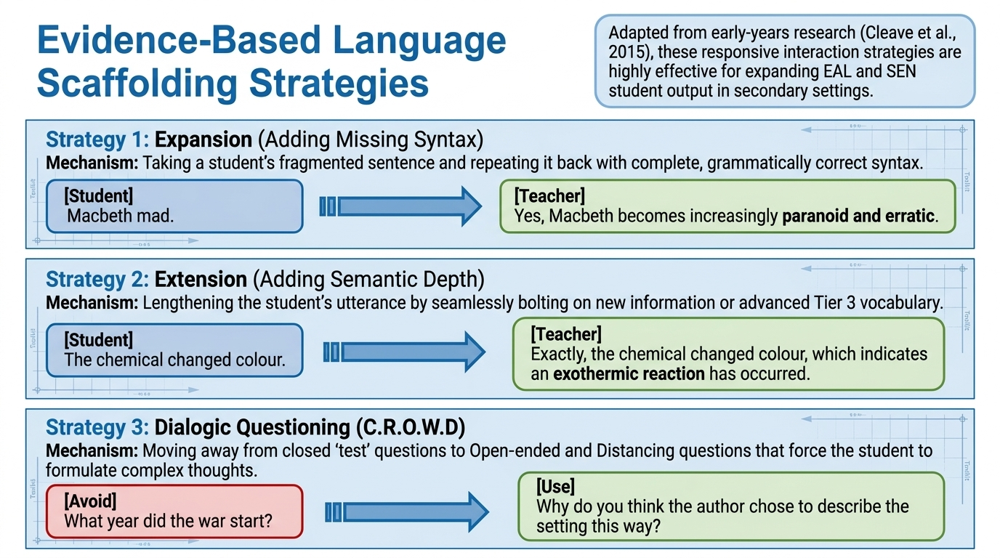 Evidence-Based Language
Scaffolding Strategies
Adapted from early-years research (Cleave et al.,
2015), these responsive interaction strategies are
highly effective for expanding EAL and SEN
student output in secondary settings.
Strategy 1: Expansion (Adding Missing Syntax)
Mechanism: Taking a student's fragmented sentence and repeating it back with complete, grammatically correct syntax.
[Student]
Macbeth mad.
[Teacher]
Yes, Macbeth becomes increasingly paranoid and erratic.
Strategy 2: Extension (Adding Semantic Depth)
Mechanism: Lengthening the student's utterance by seamlessly bolting on new information or advanced Tier 3 vocabulary.
[Student]
The chemical changed colour.
[Teacher]
Exactly, the chemical changed colour, which indicates
an exothermic reaction has occurred.
Strategy 3: Dialogic Questioning (C.R.O.W.D)
Mechanism: Moving away from closed 'test' questions to Open-ended and Distancing questions that force the student to
formulate complex thoughts.
[Avoid]
What year did the war start?
[Use]
Why do you think the author chose to describe the
setting this way?